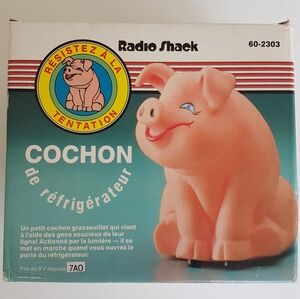 RÉSISTEZ À LA
TENTATION
Radio Shack
60-2303
COCHON
de réfrigérateur
Un petit cochon grassouillet qui vient
à l'aide des gens soucieux de leur
ligne! Actionné par la lumière — il se
met en marche quand vous ouvrez la
porte du réfrigérateur.
Pile de 9 V requise 7AO